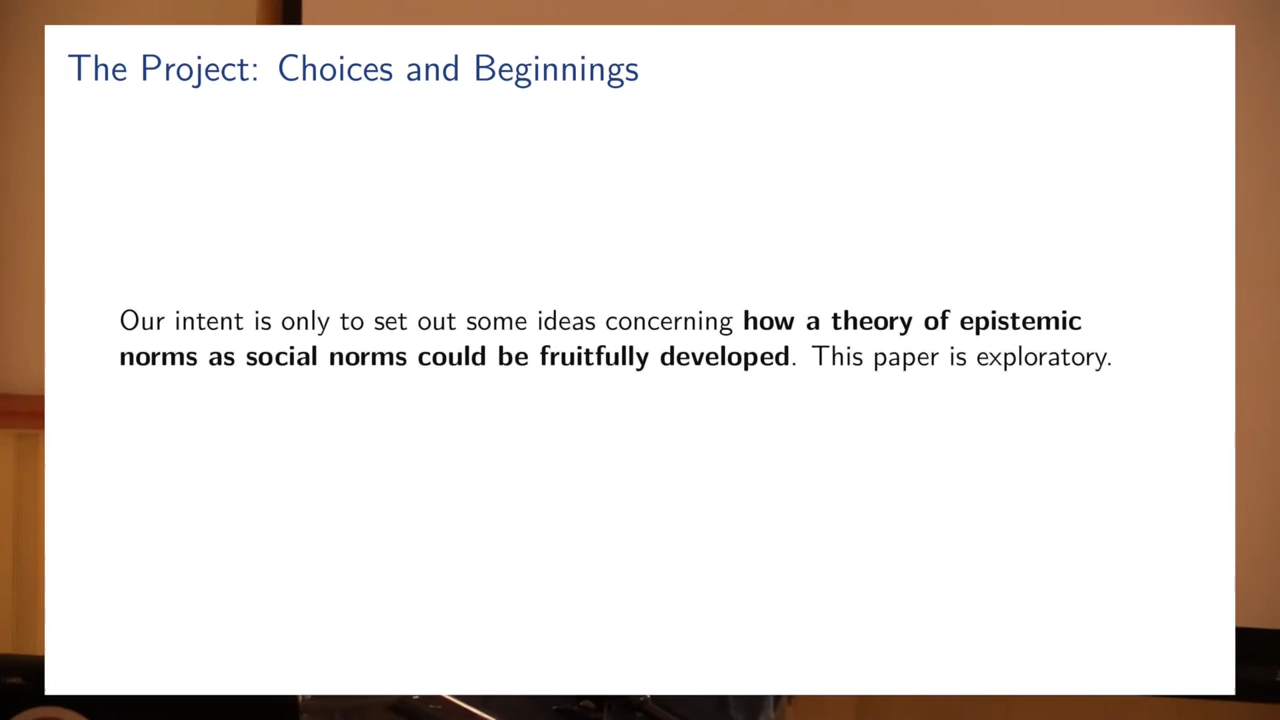 The Project: Choices and Beginnings
Our intent is only to set out some ideas concerning how a theory of epistemic
norms as social norms could be fruitfully developed. This paper is exploratory.